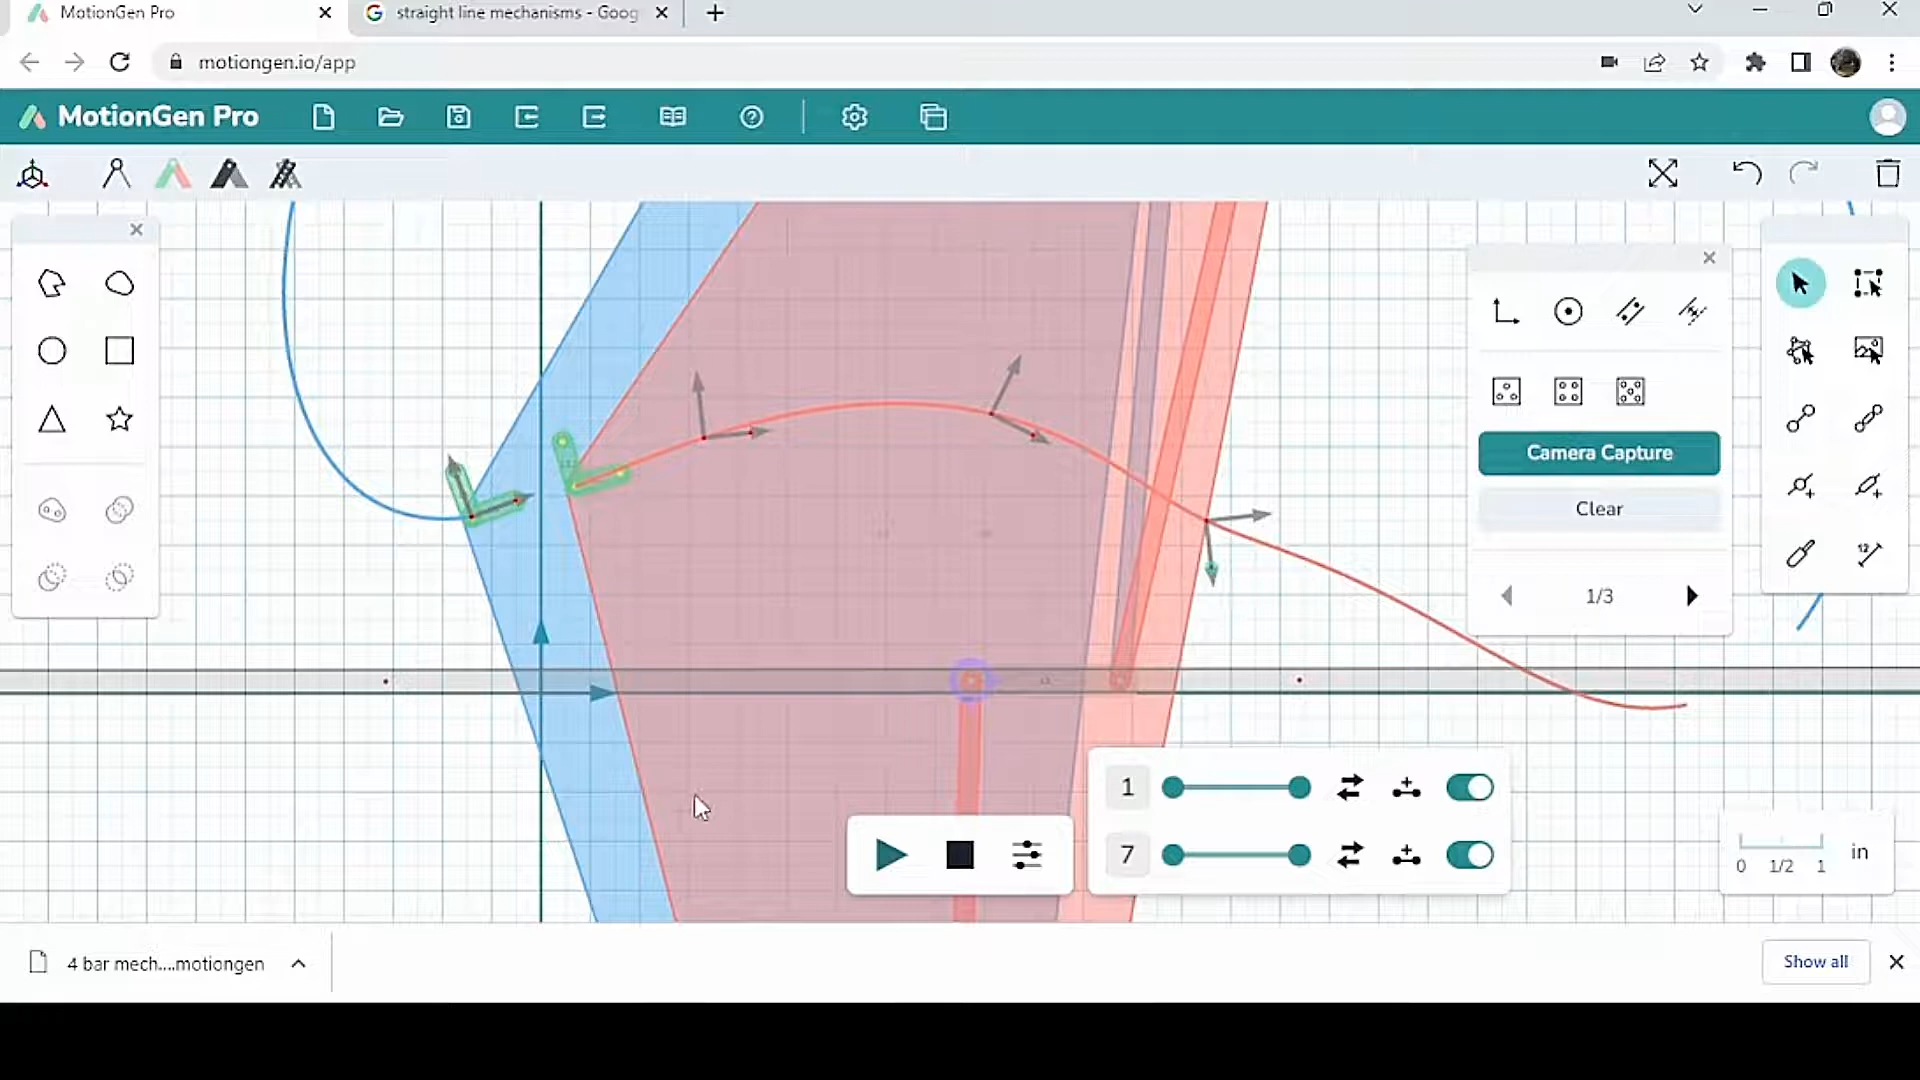 MotionGen Pro
straight line mechanisms - Goog
motiongen.io/app
MotionGen Pro
Camera Capture
Clear
1/3
1
7
0 1/2 1 in
12
4 bar mech....motiongen
Show all